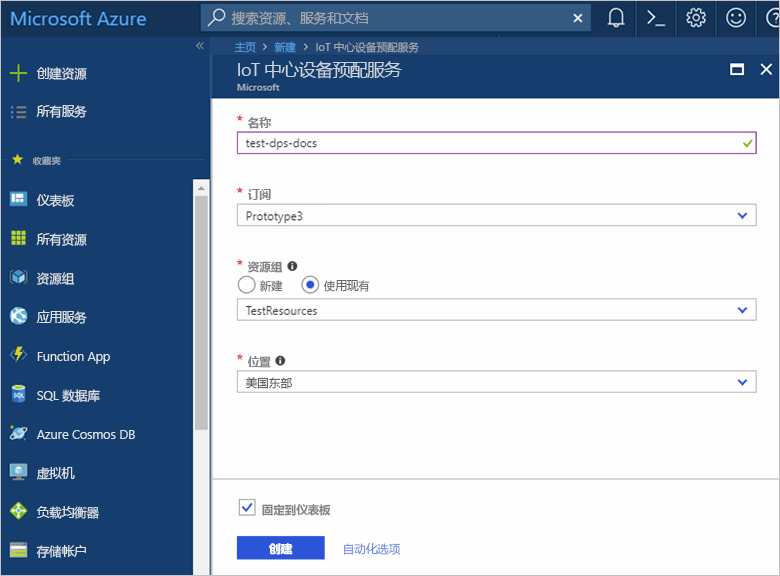 Microsoft Azure
搜索资源、服务和文档
主页 > 新建 > IoT 中心设备预配服务
IoT 中心设备预配服务
Microsoft
创建资源
所有服务
收藏夹
仪表板
所有资源
资源组
应用服务
Function App
SQL 数据库
Azure Cosmos DB
虚拟机
负载均衡器
存储帐户
* 名称
test-dps-docs
* 订阅
Prototype3
* 资源组
新建 使用现有
TestResources
* 位置
美国东部
固定到仪表板
创建 自动化选项